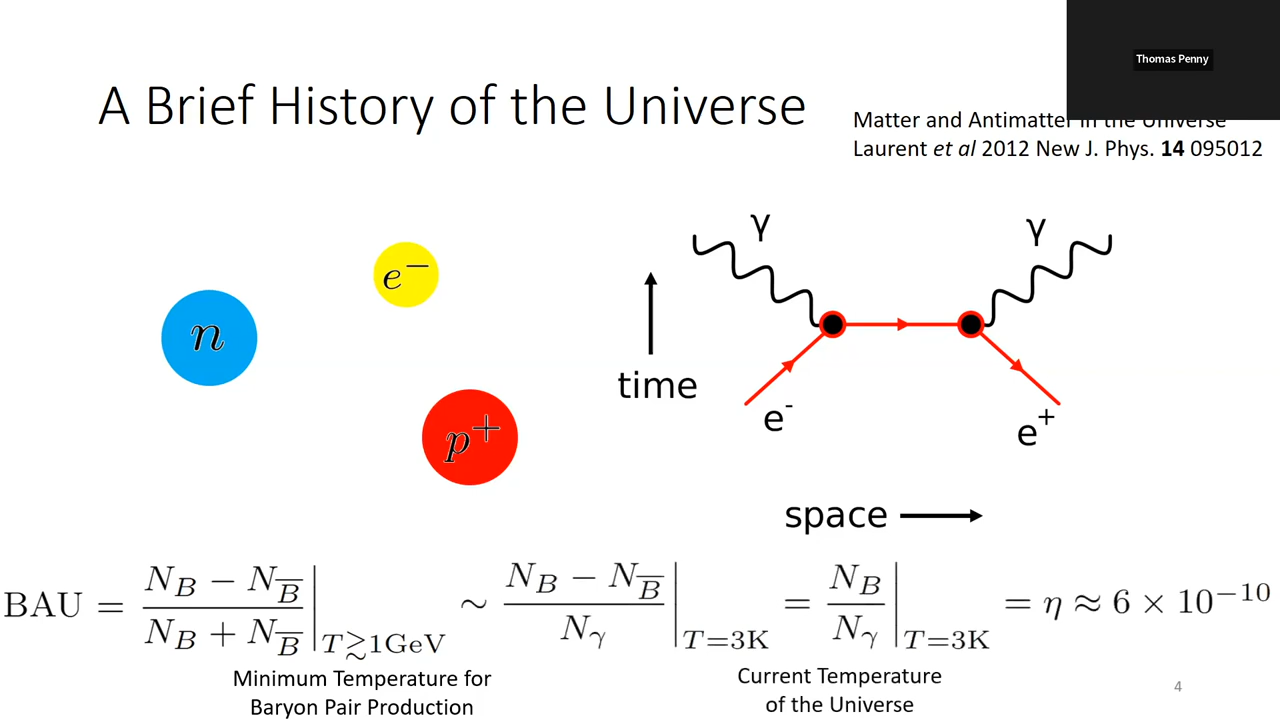 Thomas Penny
A Brief History of the Universe
Matter and Antimatter in the Universe
Laurent et al 2012 New J. Phys. 14 095012
n
e⁻
p⁺
γ
γ
time
e⁻
e⁺
space
BAU = (N_B − N_B̅)/(N_B + N_B̅)|_{T≳1GeV} ∼ (N_B − N_B̅)/N_γ|_{T=3K} = N_B/N_γ|_{T=3K} = η ≈ 6 × 10⁻¹⁰
Minimum Temperature for
Baryon Pair Production
Current Temperature
of the Universe
4